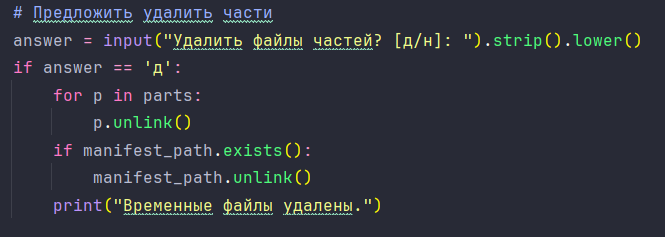 # Предложить удалить части
answer = input("Удалить файлы частей? [д/н]: ").strip().lower()
if answer == 'д':
    for p in parts:
        p.unlink()
    if manifest_path.exists():
        manifest_path.unlink()
    print("Временные файлы удалены.")